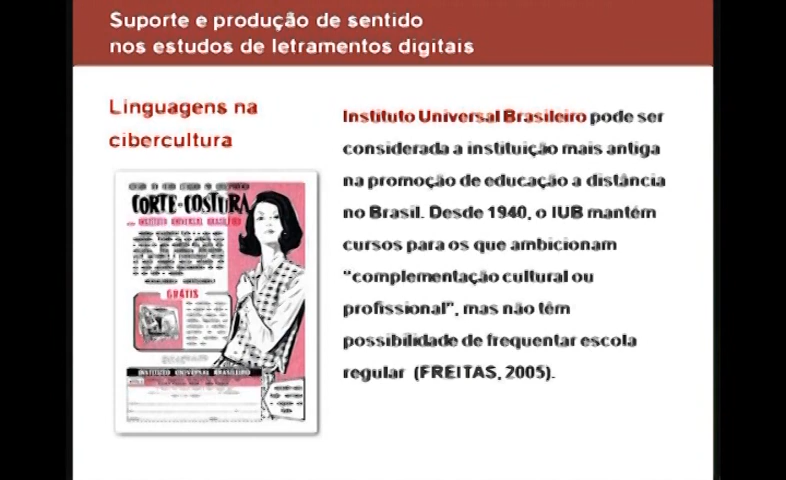 Suporte e produção de sentido
nos estudos de letramentos digitais
Linguagens na
cibercultura
Instituto Universal Brasileiro pode ser
considerada a instituição mais antiga
na promoção de educação a distância
no Brasil. Desde 1940, o IUB mantém
cursos para os que ambicionam
"complementação cultural ou
profissional", mas não têm
possibilidade de frequentar escola
regular (FREITAS, 2005).
CORTE-COSTURA
INSTITUTO UNIVERSAL BRASILEIRO
GRÁTIS
INSTITUTO UNIVERSAL BRASILEIRO